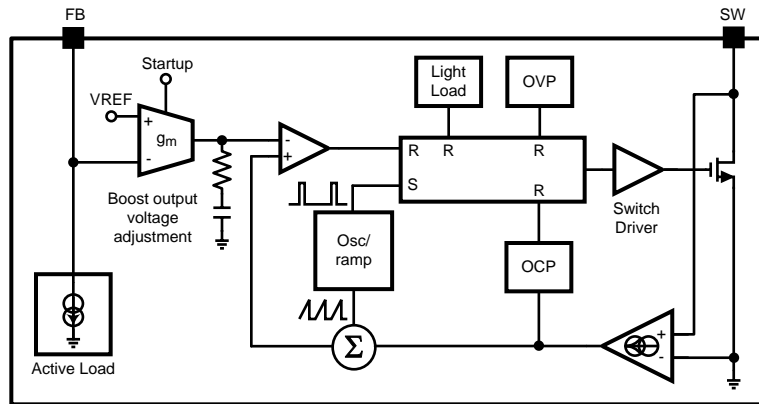 FB
SW
Startup
VREF
+
gm
-
Light
Load
OVP
-
+
R
R
R
S
R
Boost output
voltage
adjustment
Osc/
ramp
OCP
Switch
Driver
Σ
+
-
Active Load